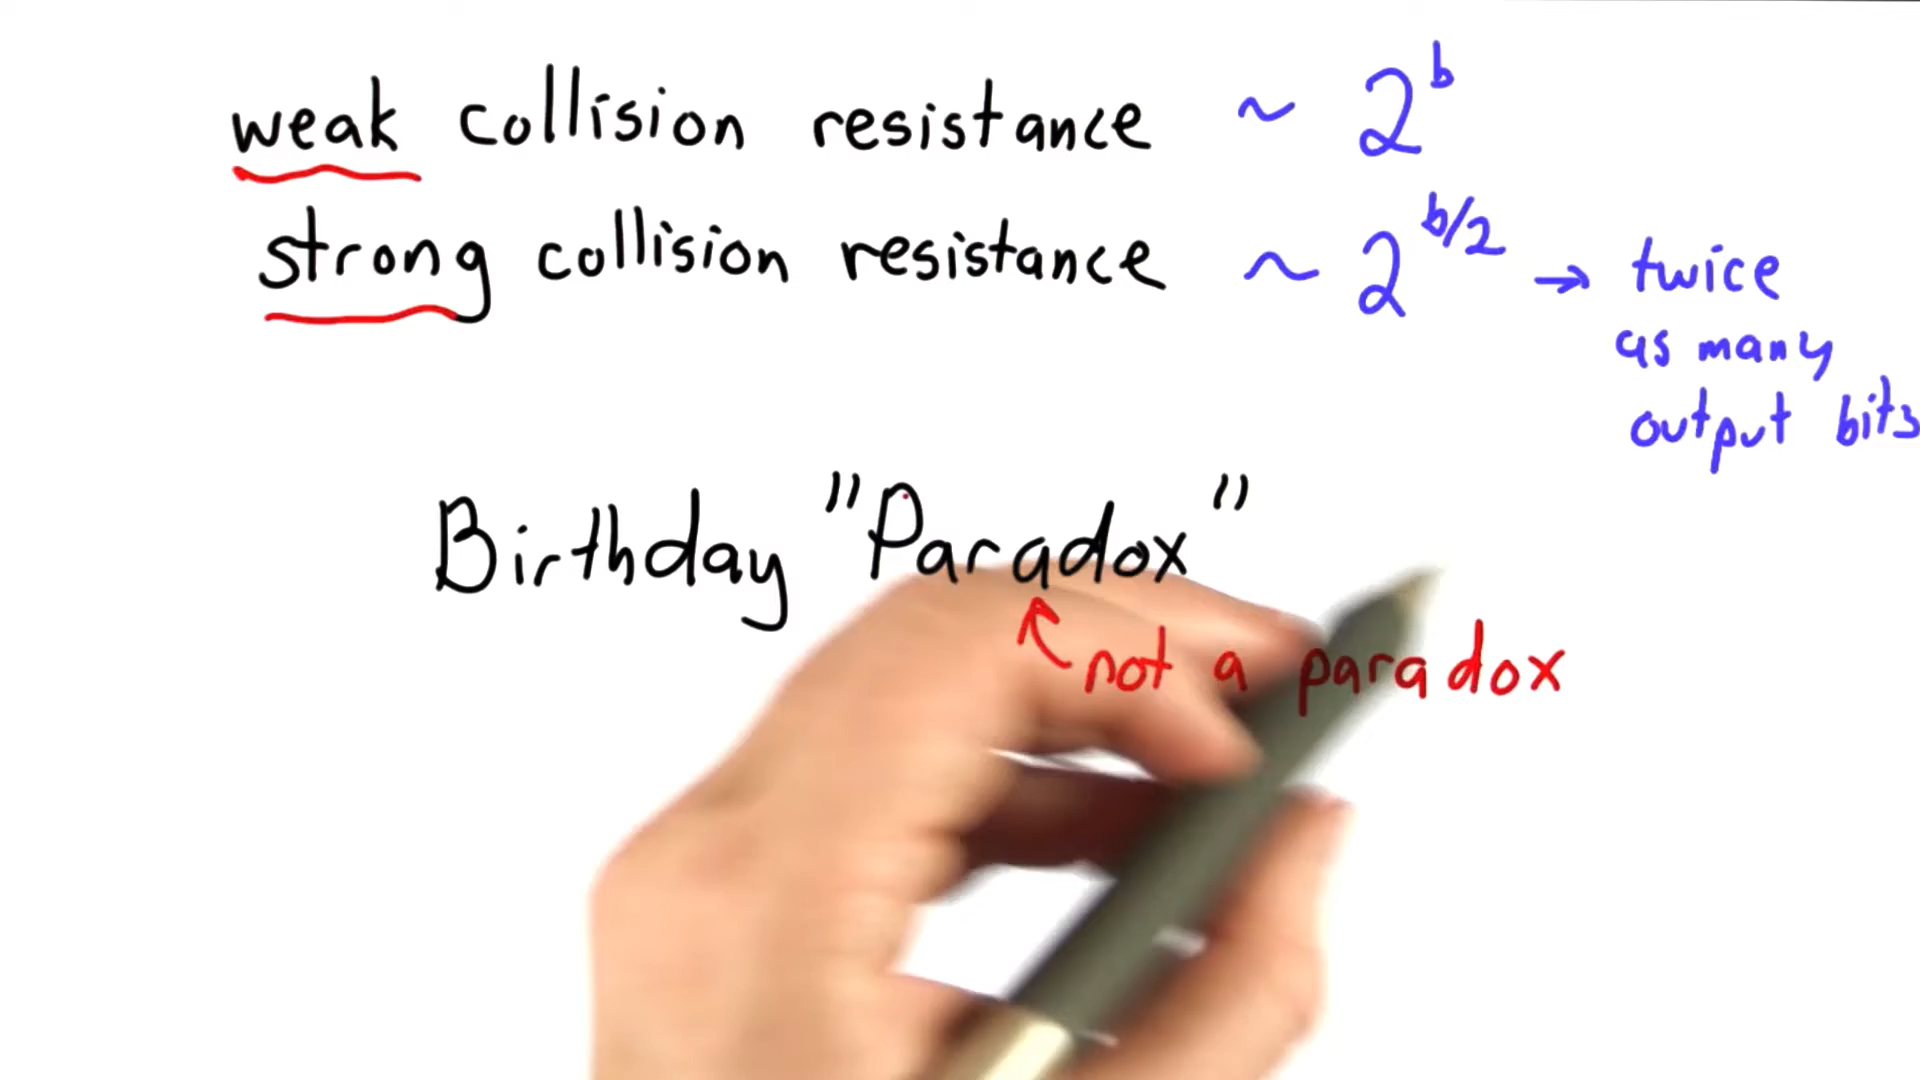 weak collision resistance ~ 2^b
strong collision resistance ~ 2^b/2 → twice
as many
output bits
Birthday "Paradox"
not a paradox